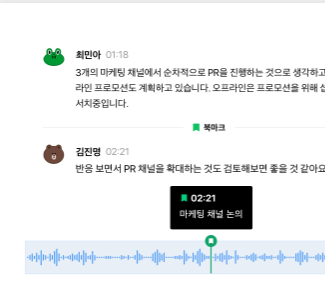 최민아 01:18
3개의 마케팅 채널에서 순차적으로 PR을 진행하는 것으로 생각하고
라인 프로모션도 계획하고 있습니다. 오프라인은 프로모션을 위해
서치중입니다.
북마크
김진명 02:21
반응 보면서 PR 채널을 확대하는 것도 검토해보면 좋을 것 같아요
02:21
마케팅 채널 논의